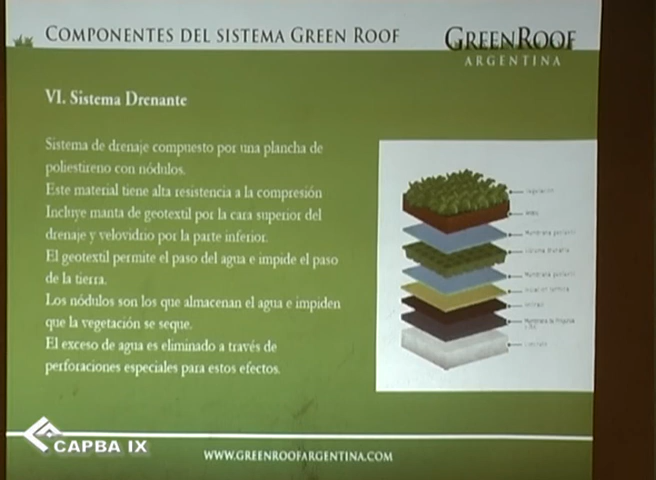 COMPONENTES DEL SISTEMA GREEN ROOF
GREENROOF
ARGENTINA
VI. Sistema Drenante
Sistema de drenaje compuesto por una plancha de
poliestireno con nódulos.
Este material tiene alta resistencia a la compresión
Incluye manta de geotextil por la cara superior del
drenaje y velovidrio por la parte inferior.
El geotextil permite el paso del agua e impide el paso
de la tierra.
Los nódulos son los que almacenan el agua e impiden
que la vegetación se seque.
El exceso de agua es eliminado a través de
perforaciones especiales para estos efectos.
CAPBA IX
WWW.GREENROOFARGENTINA.COM